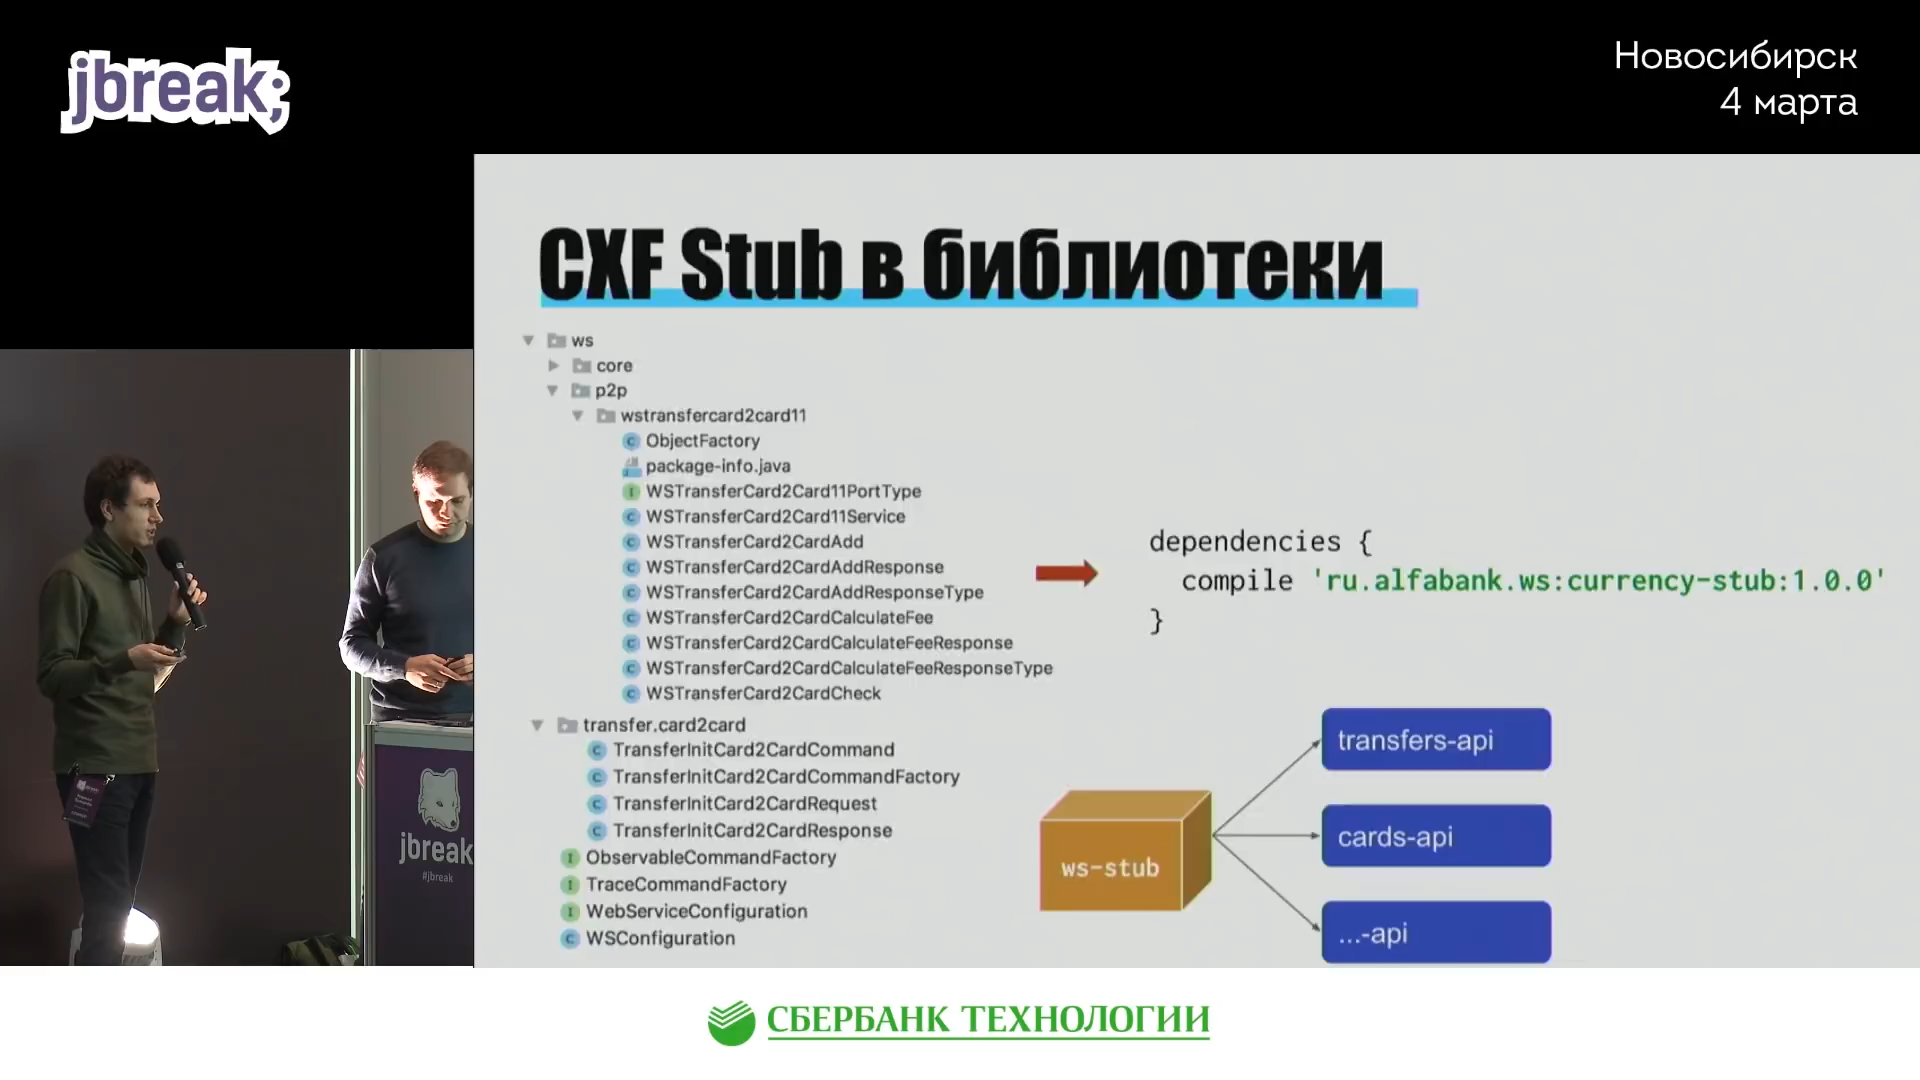 jbreak;
Новосибирск
4 марта
CXF Stub в библиотеки
ws
core
p2p
wstransfercard2card11
ObjectFactory
package-info.java
WSTransferCard2Card11PortType
WSTransferCard2Card11Service
WSTransferCard2CardAdd
WSTransferCard2CardAddResponse
WSTransferCard2CardAddResponseType
WSTransferCard2CardCalculateFee
WSTransferCard2CardCalculateFeeResponse
WSTransferCard2CardCalculateFeeResponseType
WSTransferCard2CardCheck
transfer.card2card
TransferInitCard2CardCommand
TransferInitCard2CardCommandFactory
TransferInitCard2CardRequest
TransferInitCard2CardResponse
ObservableCommandFactory
TraceCommandFactory
WebServiceConfiguration
WSConfiguration
dependencies {
compile 'ru.alfabank.ws:currency-stub:1.0.0'
}
ws-stub
transfers-api
cards-api
...-api
jbreak
#jbreak
СБЕРБАНК ТЕХНОЛОГИИ